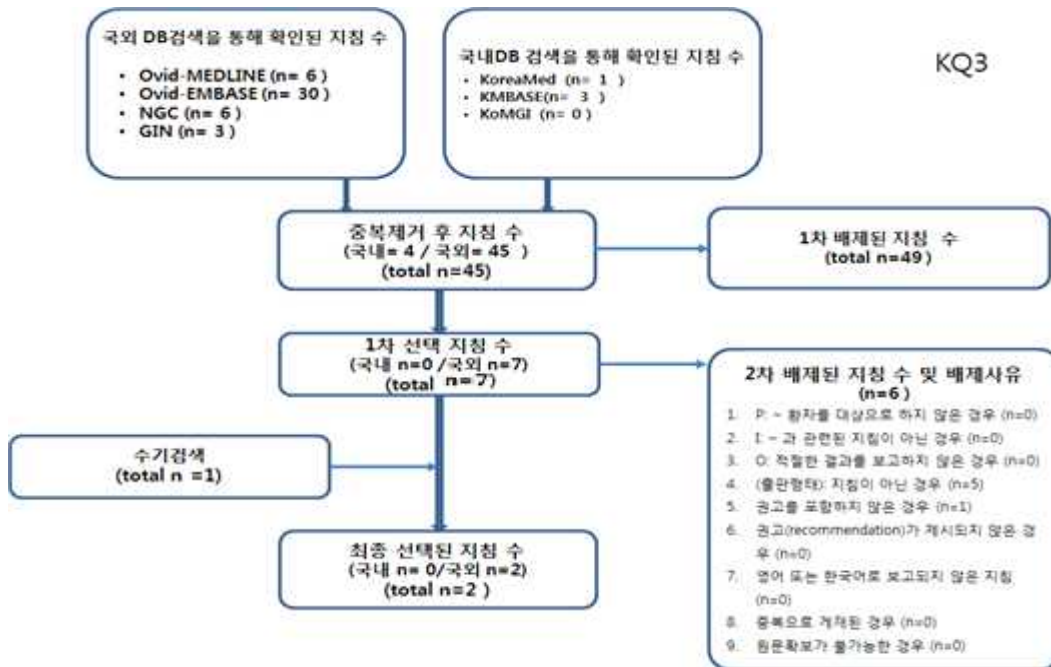 국외 DB검색을 통해 확인된 지침 수
• Ovid-MEDLINE (n= 6 )
• Ovid-EMBASE (n= 30 )
• NGC (n= 6 )
• GIN (n= 3 )
국내DB 검색을 통해 확인된 지침 수
• KoreaMed (n= 1 )
• KMBASE(n= 3 )
• KoMGI (n= 0 )
KQ3
중복제거 후 지침 수
(국내= 4 / 국외= 45 )
(total n=45)
1차 배제된 지침 수
(total n=49 )
1차 선택 지침 수
(국내 n=0 /국외 n=7)
(total n=7)
2차 배제된 지침 수 및 배제사유
(n=6 )
1. P: ~ 환자를 대상으로 하지 않은 경우 (n=0)
2. I: ~ 과 관련된 지침이 아닌 경우 (n=0)
3. O: 적절한 결과를 보고하지 않은 경우 (n=0)
4. (출판형태): 지침이 아닌 경우 (n=5)
5. 권고를 포함하지 않은 경우 (n=1)
6. 권고(recommendation)가 제시되지 않은 경
우 (n=0)
7. 영어 또는 한국어로 보고되지 않은 지침
(n=0)
8. 중복으로 게재된 경우 (n=0)
9. 원문확보가 불가능한 경우 (n=0)
수기검색
(total n =1)
최종 선택된 지침 수
(국내 n= 0/국외 n=2)
(total n=2 )